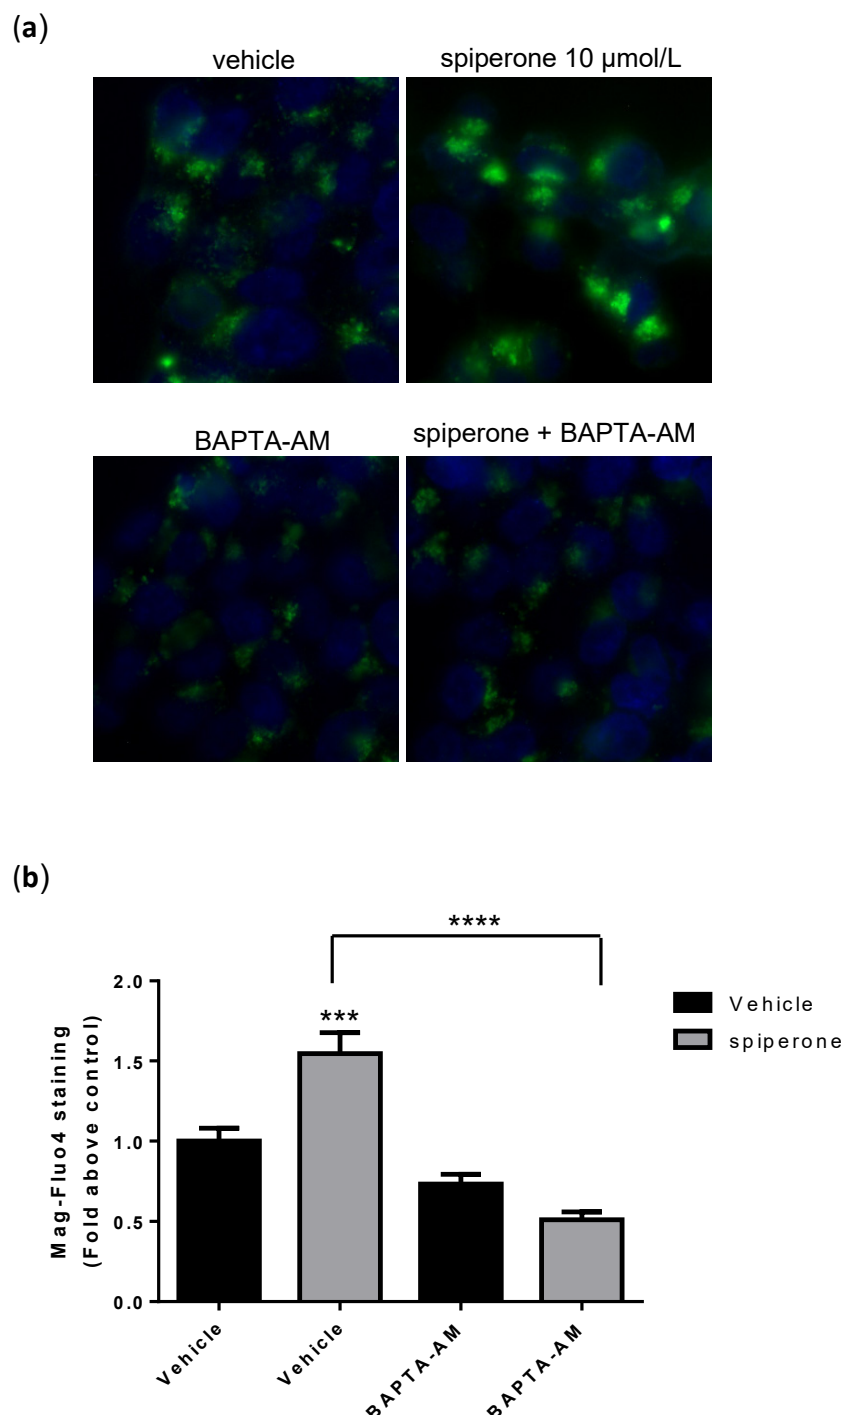 (a)
vehicle
spiperone 10 µmol/L
BAPTA-AM
spiperone + BAPTA-AM
(b)
****
***
Mag-Fluo4 staining
(Fold above control)
2.0
1.5
1.0
0.5
0.0
Vehicle
Vehicle
BAPTA-AM
BAPTA-AM
Vehicle
spiperone